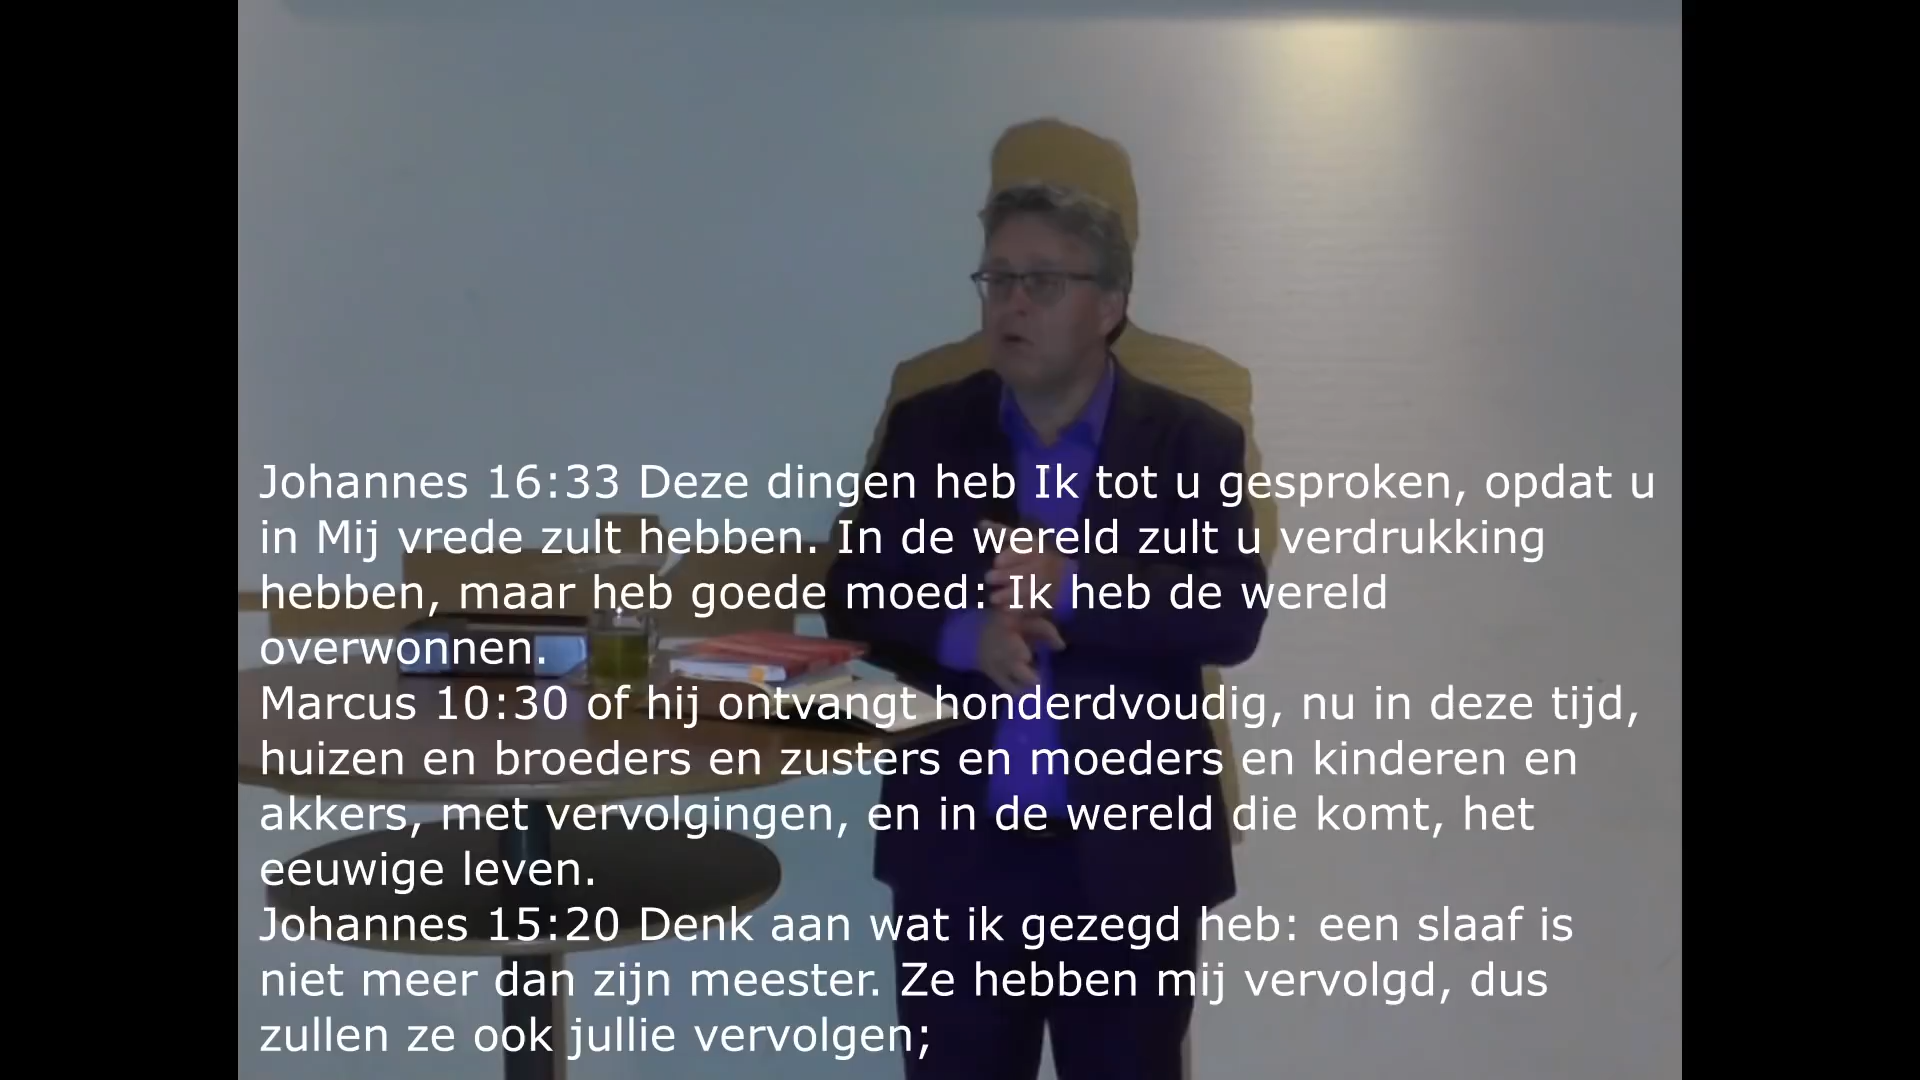 Johannes 16:33 Deze dingen heb Ik tot u gesproken, opdat u
in Mij vrede zult hebben. In de wereld zult u verdrukking
hebben, maar heb goede moed: Ik heb de wereld
overwonnen.
Marcus 10:30 of hij ontvangt honderdvoudig, nu in deze tijd,
huizen en broeders en zusters en moeders en kinderen en
akkers, met vervolgingen, en in de wereld die komt, het
eeuwige leven.
Johannes 15:20 Denk aan wat ik gezegd heb: een slaaf is
niet meer dan zijn meester. Ze hebben mij vervolgd, dus
zullen ze ook jullie vervolgen;